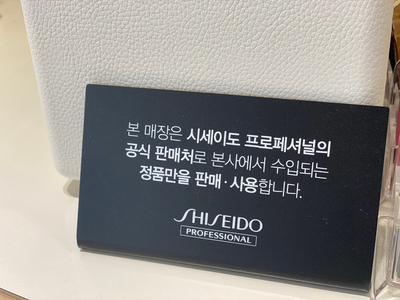 본 매장은 시세이도 프로페셔널의
공식 판매처로 본사에서 수입되는
정품만을 판매·사용합니다.
SHISEIDO
PROFESSIONAL